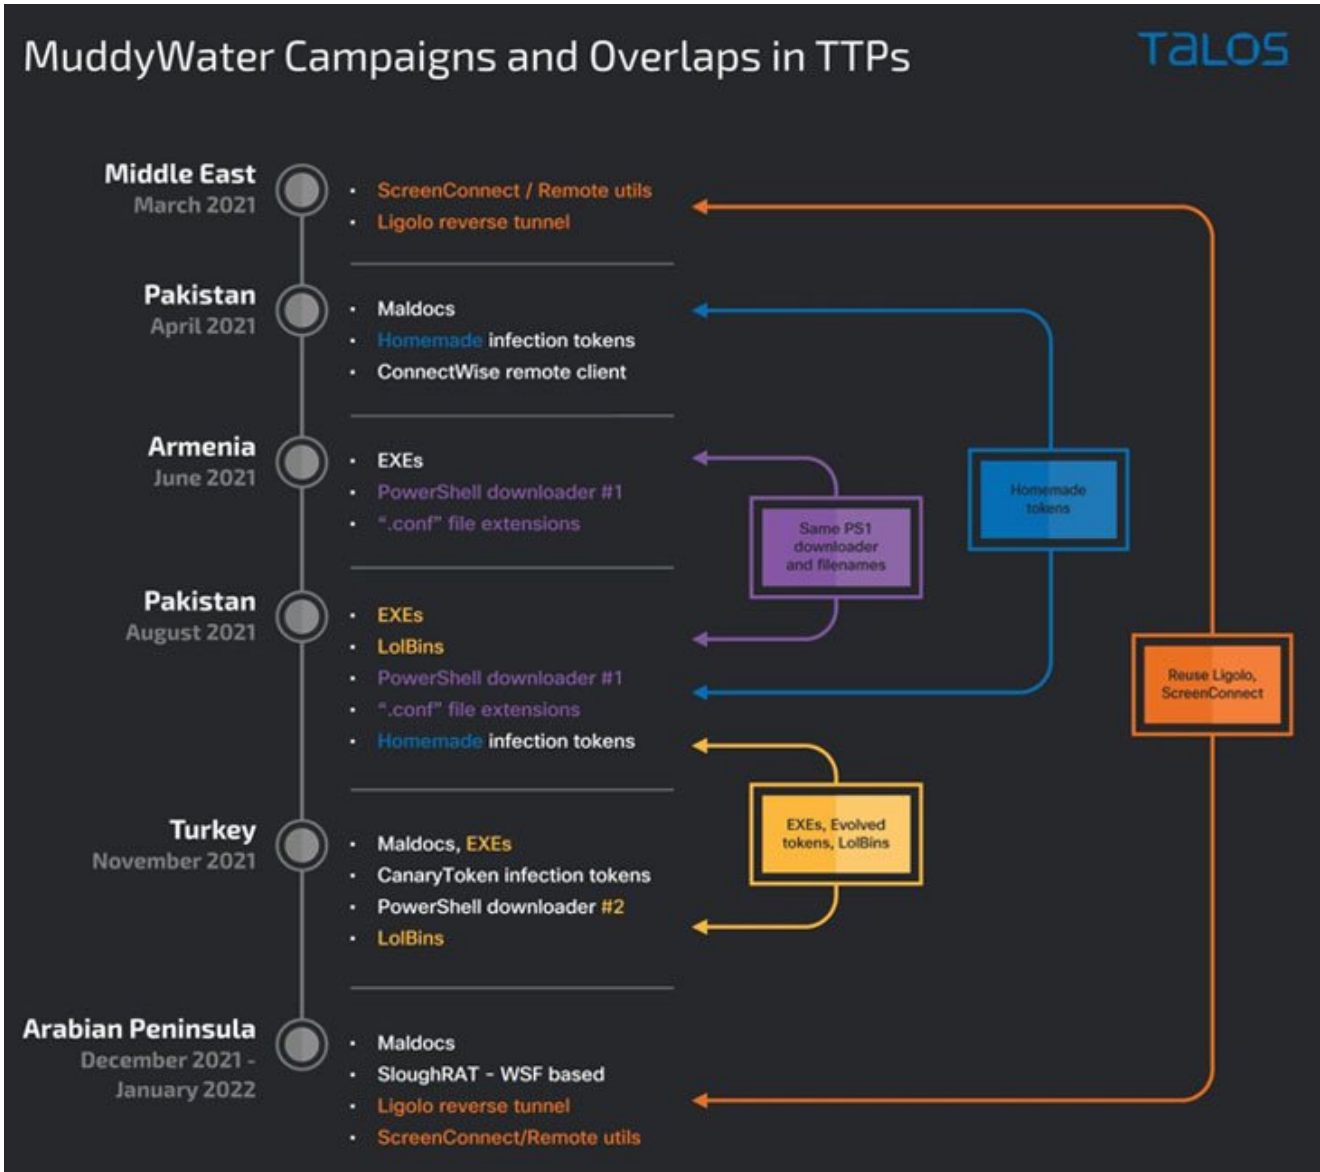 MuddyWater Campaigns and Overlaps in TTPs
TALOS
Middle East
March 2021
• ScreenConnect / Remote utils
• Ligolo reverse tunnel
Pakistan
April 2021
• Maldocs
• Homemade infection tokens
• ConnectWise remote client
Armenia
June 2021
• EXEs
• PowerShell downloader #1
• “.conf” file extensions
Pakistan
August 2021
• EXEs
• LolBins
• PowerShell downloader #1
• “.conf” file extensions
• Homemade infection tokens
Turkey
November 2021
• Maldocs, EXEs
• CanaryToken infection tokens
• PowerShell downloader #2
• LolBins
Arabian Peninsula
December 2021 -
January 2022
• Maldocs
• SloughRAT - WSF based
• Ligolo reverse tunnel
• ScreenConnect/Remote utils
Same PS1
downloader
and filenames
Homemade
tokens
Reuse Ligolo,
ScreenConnect
EXEs, Evolved
tokens, LolBins